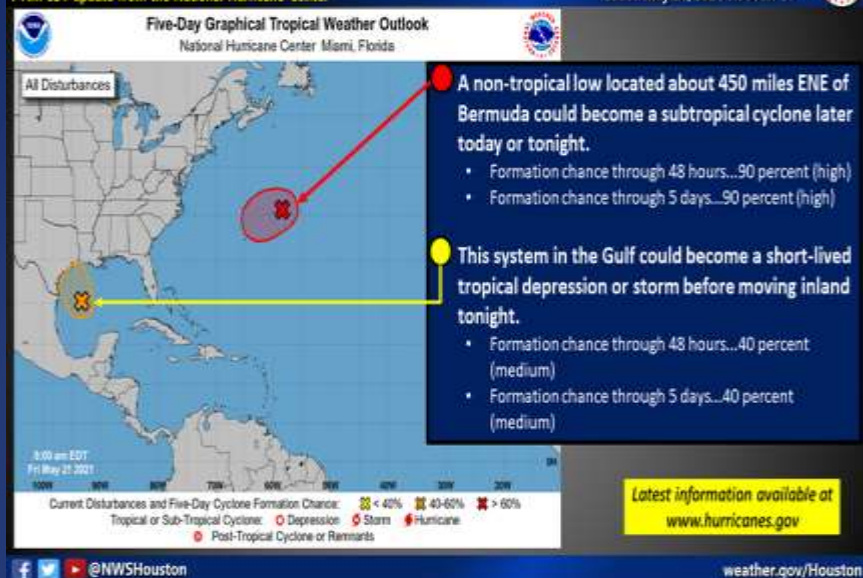 Five-Day Graphical Tropical Weather Outlook
National Hurricane Center Miami, Florida
All Disturbances
A non-tropical low located about 450 miles ENE of
Bermuda could become a subtropical cyclone later
today or tonight.
• Formation chance through 48 hours...90 percent (high)
• Formation chance through 5 days...90 percent (high)
This system in the Gulf could become a short-lived
tropical depression or storm before moving inland
tonight.
• Formation chance through 48 hours...40 percent
(medium)
• Formation chance through 5 days...40 percent
(medium)
8:00 am EDT
Fri May 21 2021
Current Disturbances and Five-Day Cyclone Formation Chance: < 40% 40-60% > 60%
Tropical or Sub-Tropical Cyclone: Depression Storm Hurricane
Post-Tropical Cyclone or Remnants
Latest information available at
www.hurricanes.gov
@NWSHouston
weather.gov/Houston